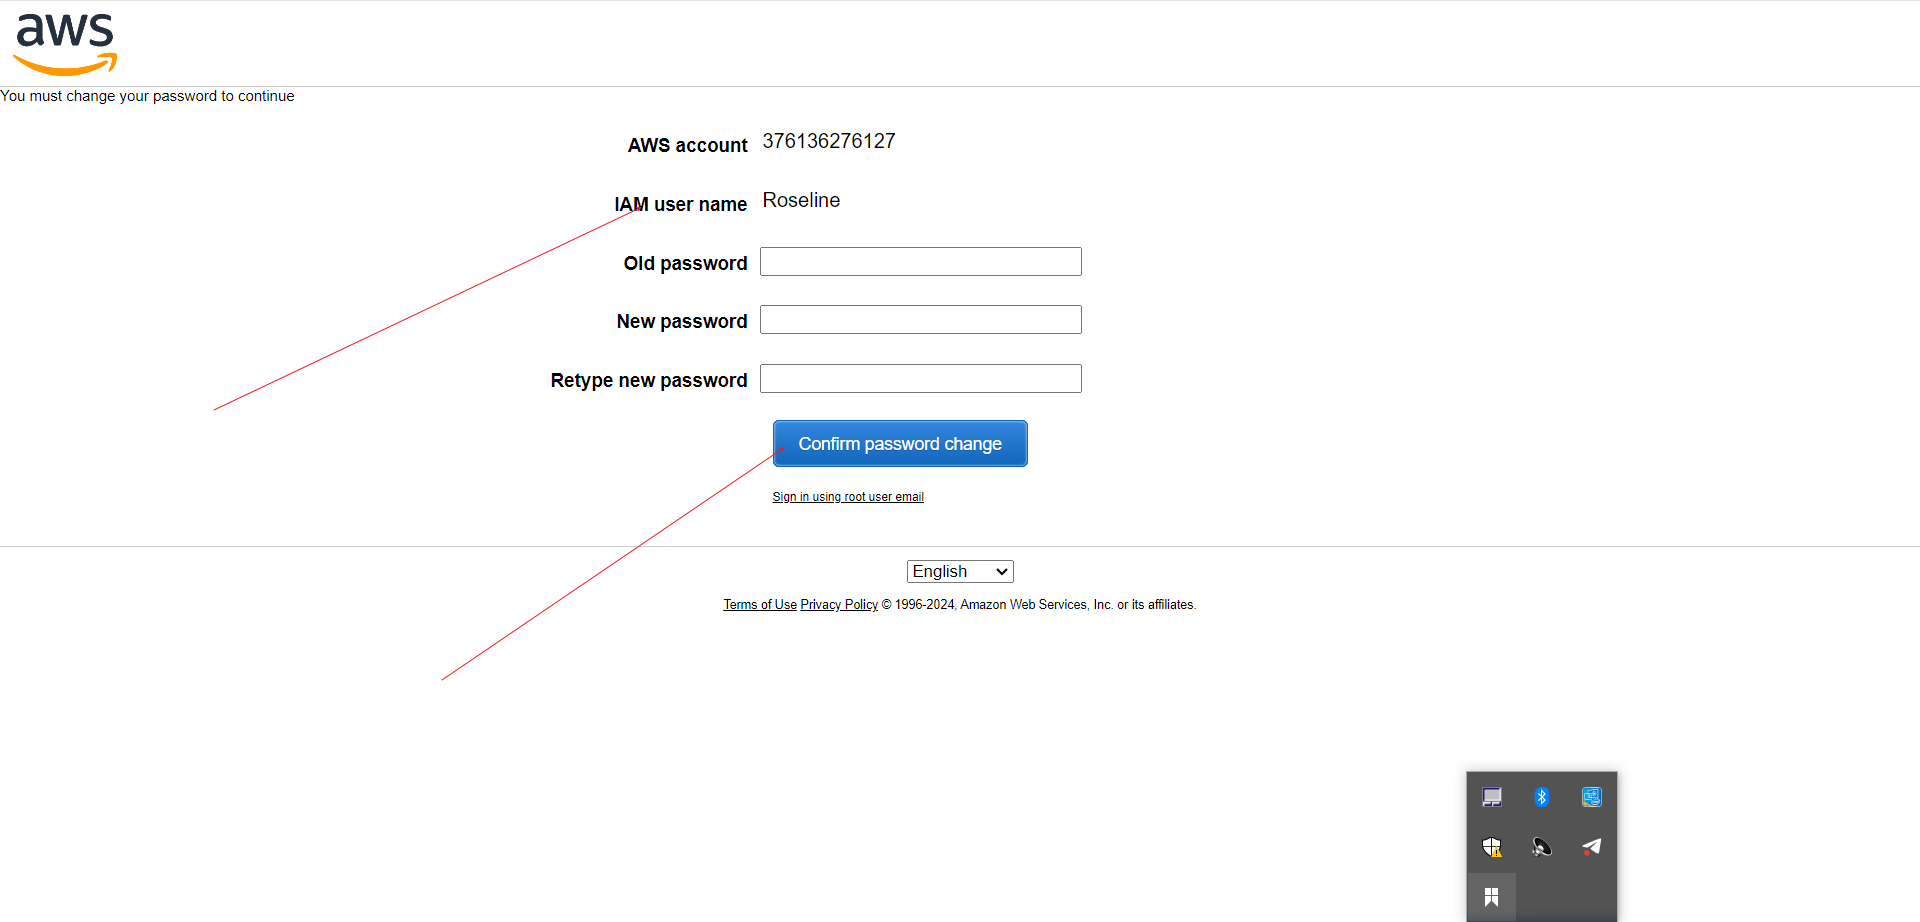 aws
You must change your password to continue
AWS account 376136276127
IAM user name Roseline
Old password
New password
Retype new password
Confirm password change
Sign in using root user email
English
Terms of Use Privacy Policy © 1996-2024, Amazon Web Services, Inc. or its affiliates.